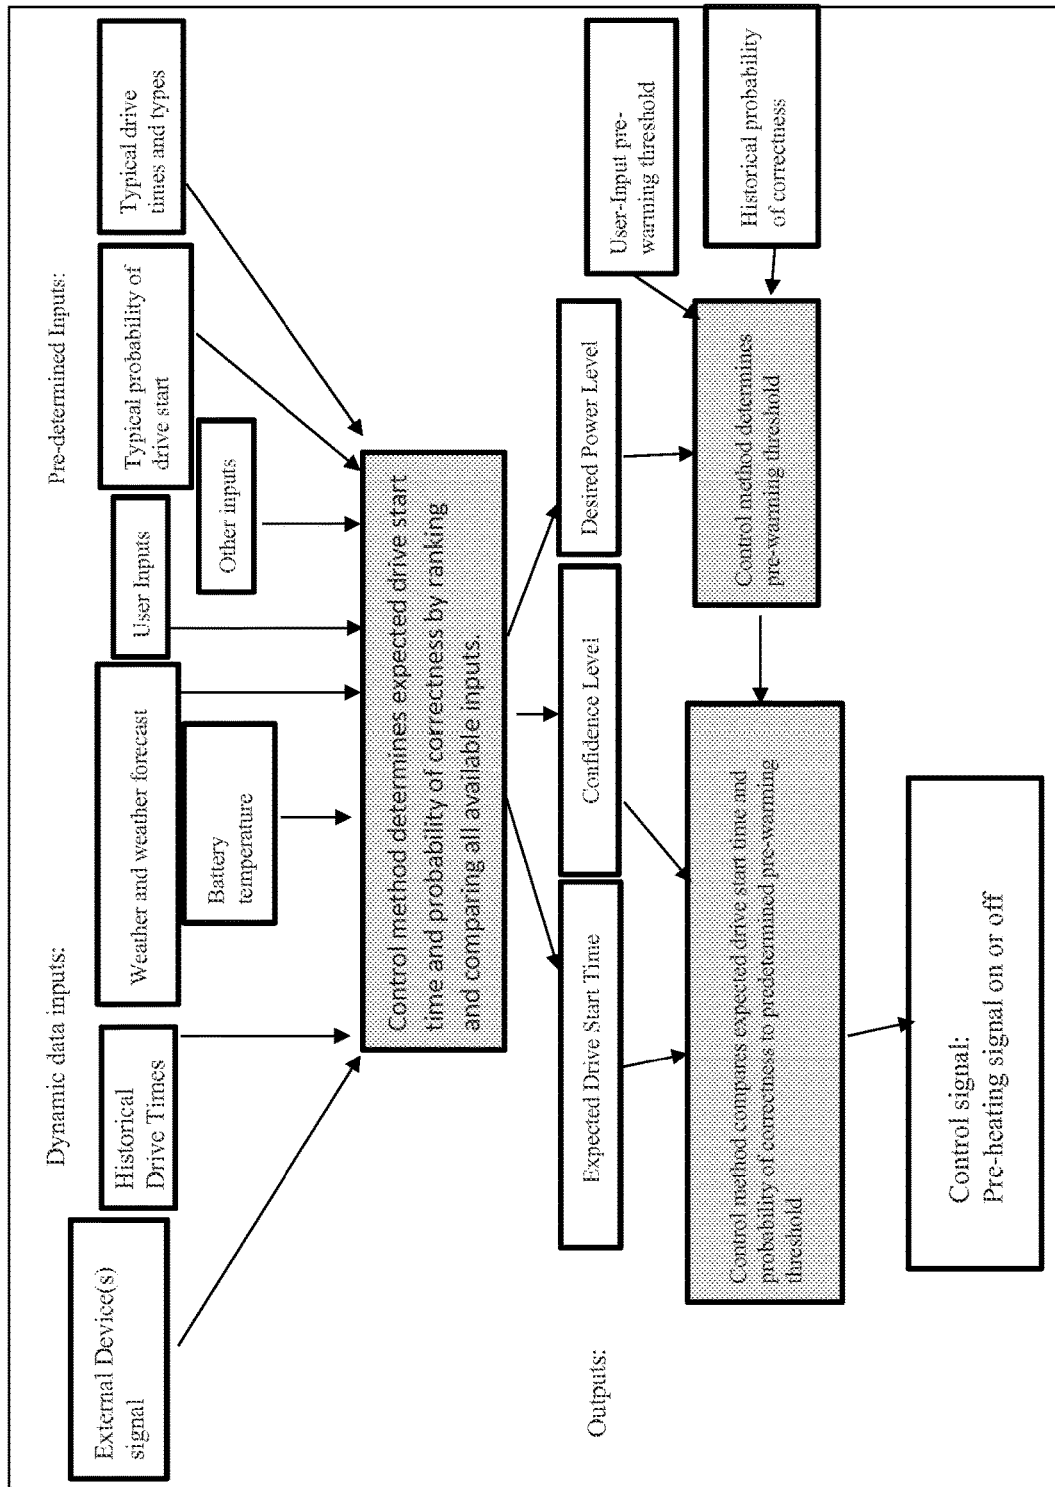 Dynamic data inputs:
Pre-determined Inputs:
External Device(s)
signal
Historical
Drive Times
Weather and weather forecast
Battery
temperature
User Inputs
Other inputs
Typical probability of
drive start
Typical drive
times and types
Control method determines expected drive start
time and probability of correctness by ranking
and comparing all available inputs.
Outputs:
Expected Drive Start Time
Confidence Level
Desired Power Level
User-Input pre-
warming threshold
Historical probability
of correctness
Control method determines
pre-warming threshold
Control method compares expected drive start time and
probability of correctness to predetermined pre-warming
threshold
Control signal:
Pre-heating signal on or off